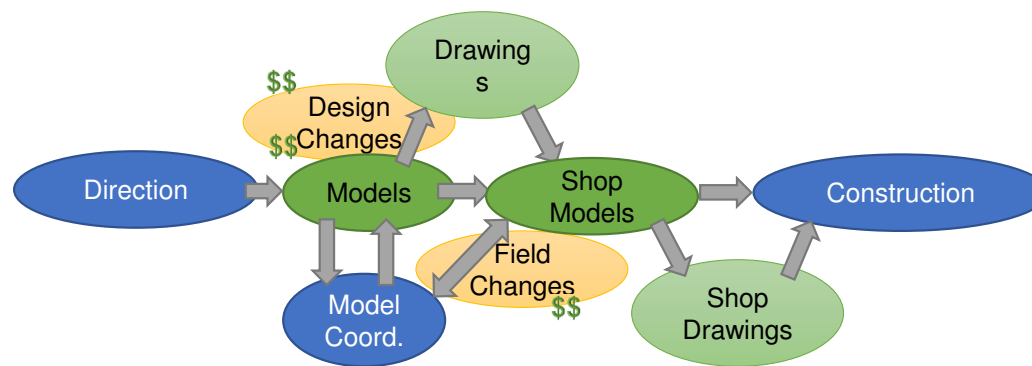 Drawing
s
$$
Design
Changes
$$
Direction
Models
Shop
Models
Construction
Field
Changes
$$
Model
Coord.
Shop
Drawings